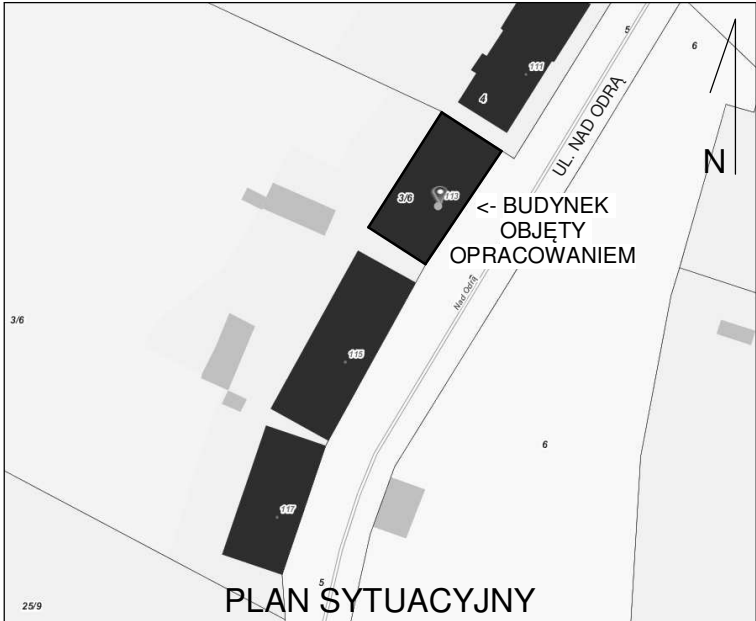 5
6
111
4
UL. NAD ODRĄ
N
3/6
113
<- BUDYNEK
OBJĘTY
OPRACOWANIEM
Nad Odrą
3/6
115
6
117
5
25/9
PLAN SYTUACYJNY